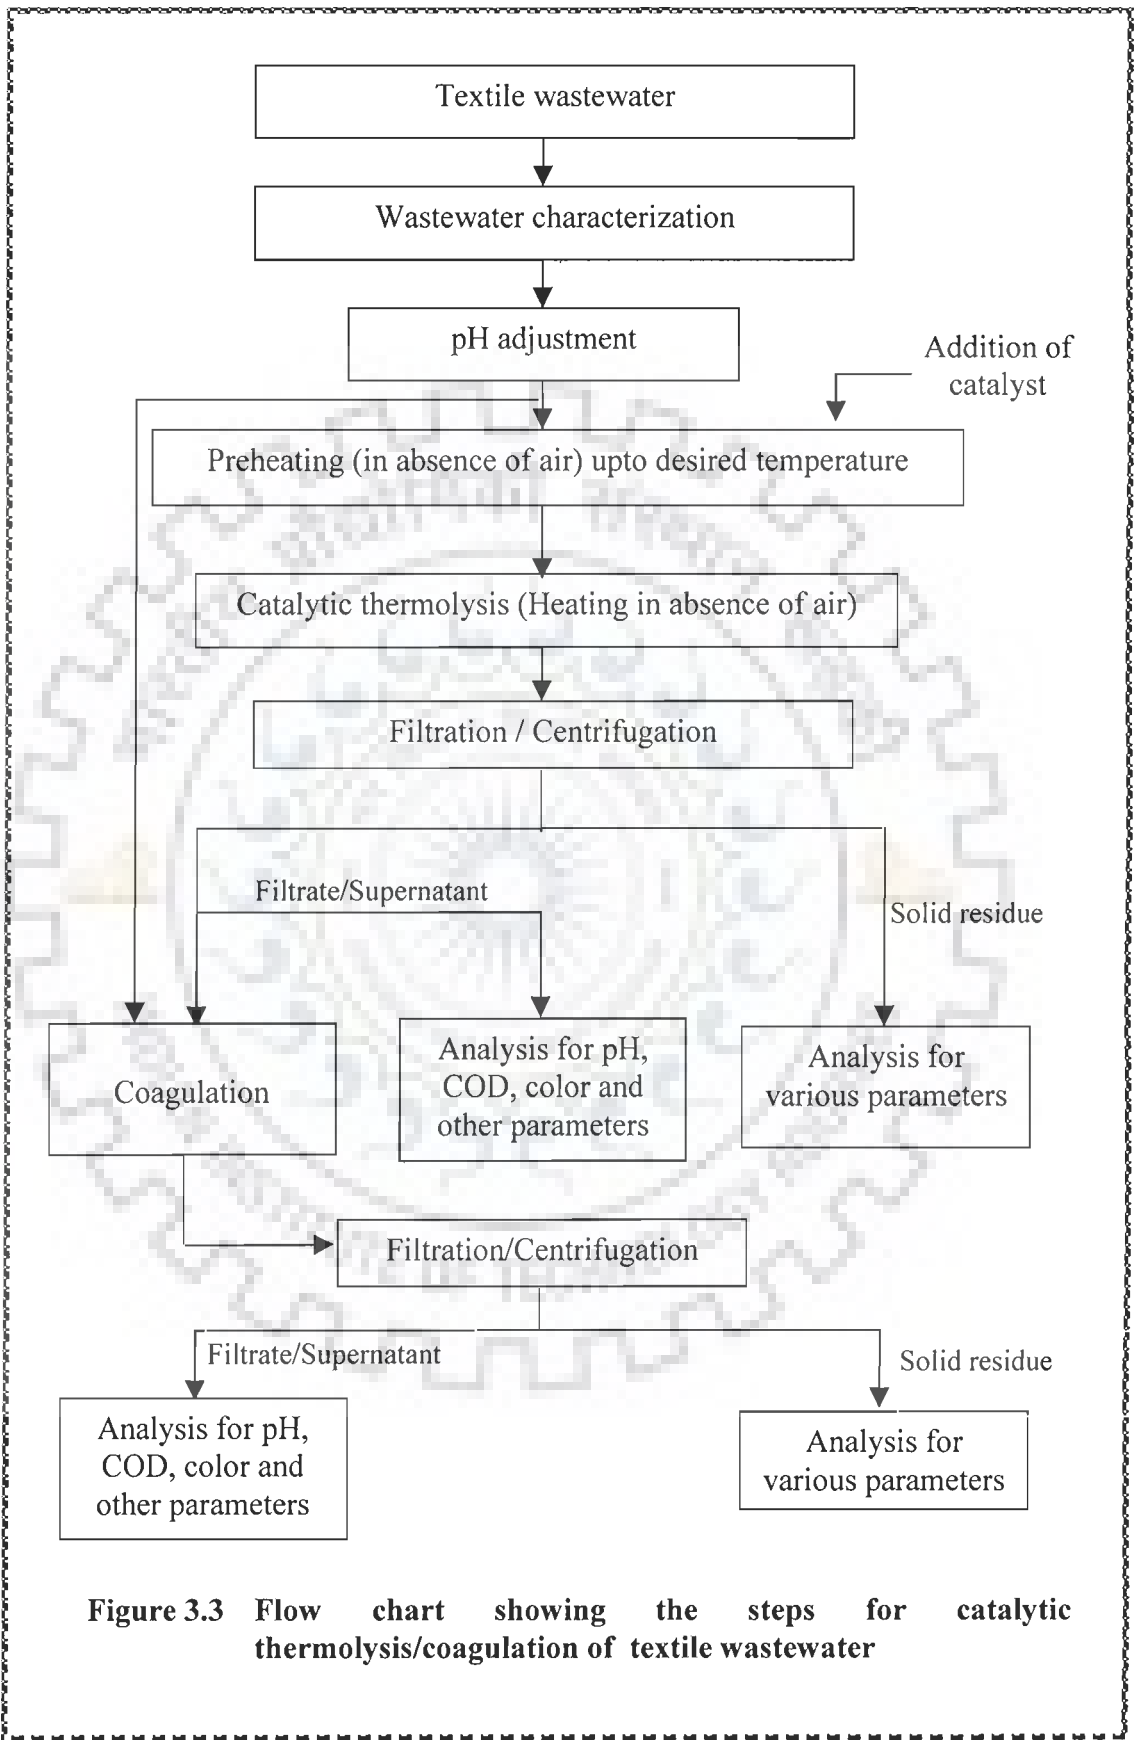 Textile wastewater
Wastewater characterization
pH adjustment
Addition of
catalyst
Preheating (in absence of air) upto desired temperature
Catalytic thermolysis (Heating in absence of air)
Filtration / Centrifugation
Filtrate/Supernatant
Solid residue
Coagulation
Analysis for pH,
COD, color and
other parameters
Analysis for
various parameters
Filtration/Centrifugation
Filtrate/Supernatant
Solid residue
Analysis for pH,
COD, color and
other parameters
Analysis for
various parameters
Figure 3.3 Flow chart showing the steps for catalytic
thermolysis/coagulation of textile wastewater